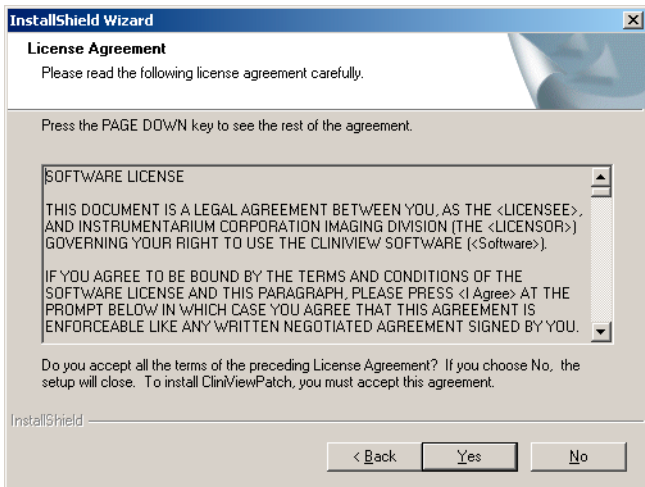 InstallShield Wizard
License Agreement
Please read the following license agreement carefully.
Press the PAGE DOWN key to see the rest of the agreement.
SOFTWARE LICENSE
THIS DOCUMENT IS A LEGAL AGREEMENT BETWEEN YOU, AS THE <LICENSEE>,
AND INSTRUMENTARIUM CORPORATION IMAGING DIVISION (THE <LICENSOR>)
GOVERNING YOUR RIGHT TO USE THE CLINIVIEW SOFTWARE (<Software>).
IF YOU AGREE TO BE BOUND BY THE TERMS AND CONDITIONS OF THE
SOFTWARE LICENSE AND THIS PARAGRAPH, PLEASE PRESS <I Agree> AT THE
PROMPT BELOW IN WHICH CASE YOU AGREE THAT THIS AGREEMENT IS
ENFORCEABLE LIKE ANY WRITTEN NEGOTIATED AGREEMENT SIGNED BY YOU.
Do you accept all the terms of the preceding License Agreement? If you choose No, the
setup will close. To install CliniViewPatch, you must accept this agreement.
InstallShield
< Back
Yes
No